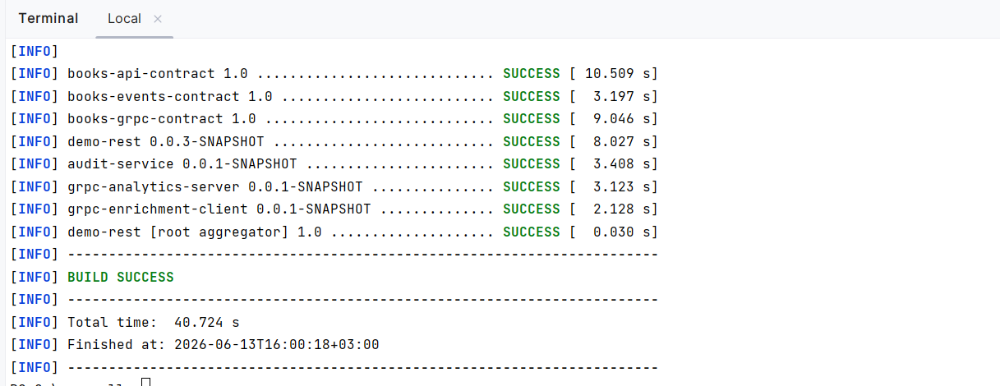 Terminal Local ×
[INFO]
[INFO] books-api-contract 1.0 ............................. SUCCESS [ 10.509 s]
[INFO] books-events-contract 1.0 .......................... SUCCESS [  3.197 s]
[INFO] books-grpc-contract 1.0 ............................ SUCCESS [  9.046 s]
[INFO] demo-rest 0.0.3-SNAPSHOT ........................... SUCCESS [  8.027 s]
[INFO] audit-service 0.0.1-SNAPSHOT ....................... SUCCESS [  3.408 s]
[INFO] grpc-analytics-server 0.0.1-SNAPSHOT ............... SUCCESS [  3.123 s]
[INFO] grpc-enrichment-client 0.0.1-SNAPSHOT .............. SUCCESS [  2.128 s]
[INFO] demo-rest [root aggregator] 1.0 .................... SUCCESS [  0.030 s]
[INFO] ------------------------------------------------------------------------
[INFO] BUILD SUCCESS
[INFO] ------------------------------------------------------------------------
[INFO] Total time:  40.724 s
[INFO] Finished at: 2026-06-13T16:00:18+03:00
[INFO] ------------------------------------------------------------------------